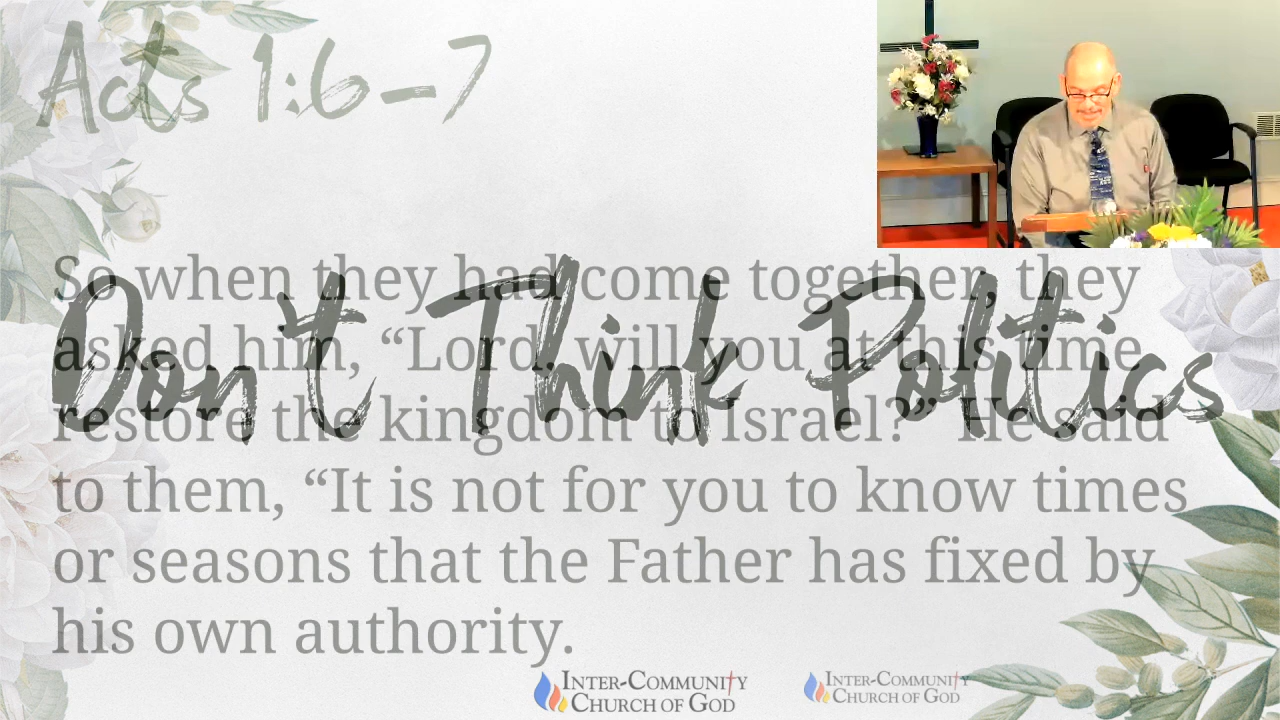 Acts 1:6-7
Don't Think Politics
So when they had come together, they
asked him, “Lord, will you at this time
restore the kingdom to Israel?” He said
to them, “It is not for you to know times
or seasons that the Father has fixed by
his own authority.
INTER-COMMUNITY
CHURCH OF GOD
INTER-COMMUNITY
CHURCH OF GOD